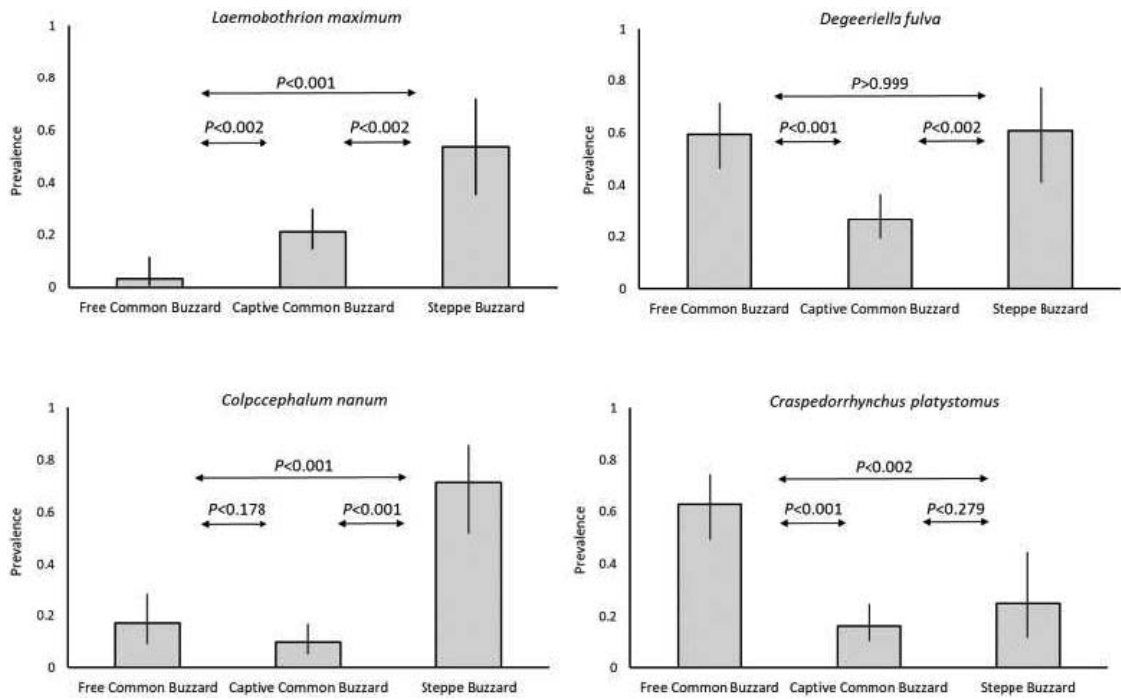 Laemobothrion maximum
1
0.8
0.6
0.4
0.2
0
Prevalence
P<0.001
P<0.002
P<0.002
Free Common Buzzard
Captive Common Buzzard
Steppe Buzzard
Degeeriella fulva
1
0.8
0.6
0.4
0.2
0
Prevalence
P>0.999
P<0.001
P<0.002
Free Common Buzzard
Captive Common Buzzard
Steppe Buzzard
Colpocephalum nanum
1
0.8
0.6
0.4
0.2
0
Prevalence
P<0.001
P<0.178
P<0.001
Free Common Buzzard
Captive Common Buzzard
Steppe Buzzard
Craspedorrhynchus platystomus
1
0.8
0.6
0.4
0.2
0
Prevalence
P<0.002
P<0.001
P<0.279
Free Common Buzzard
Captive Common Buzzard
Steppe Buzzard